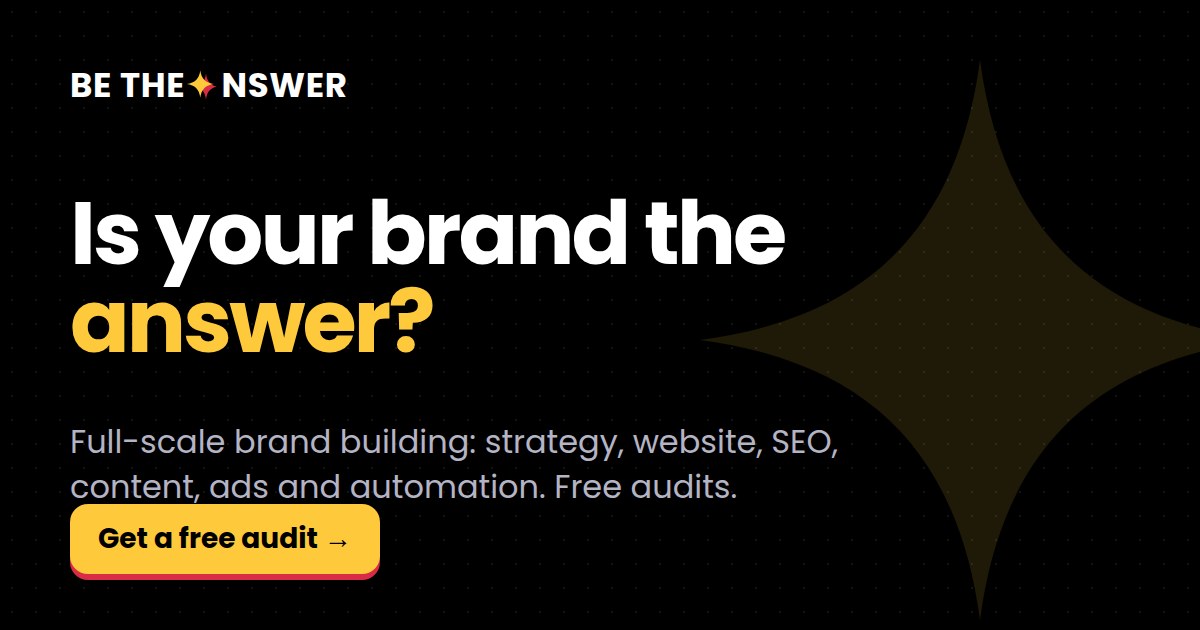 BE THE✦NSWER
Is your brand the
answer?
Full-scale brand building: strategy, website, SEO,
content, ads and automation. Free audits.
Get a free audit →